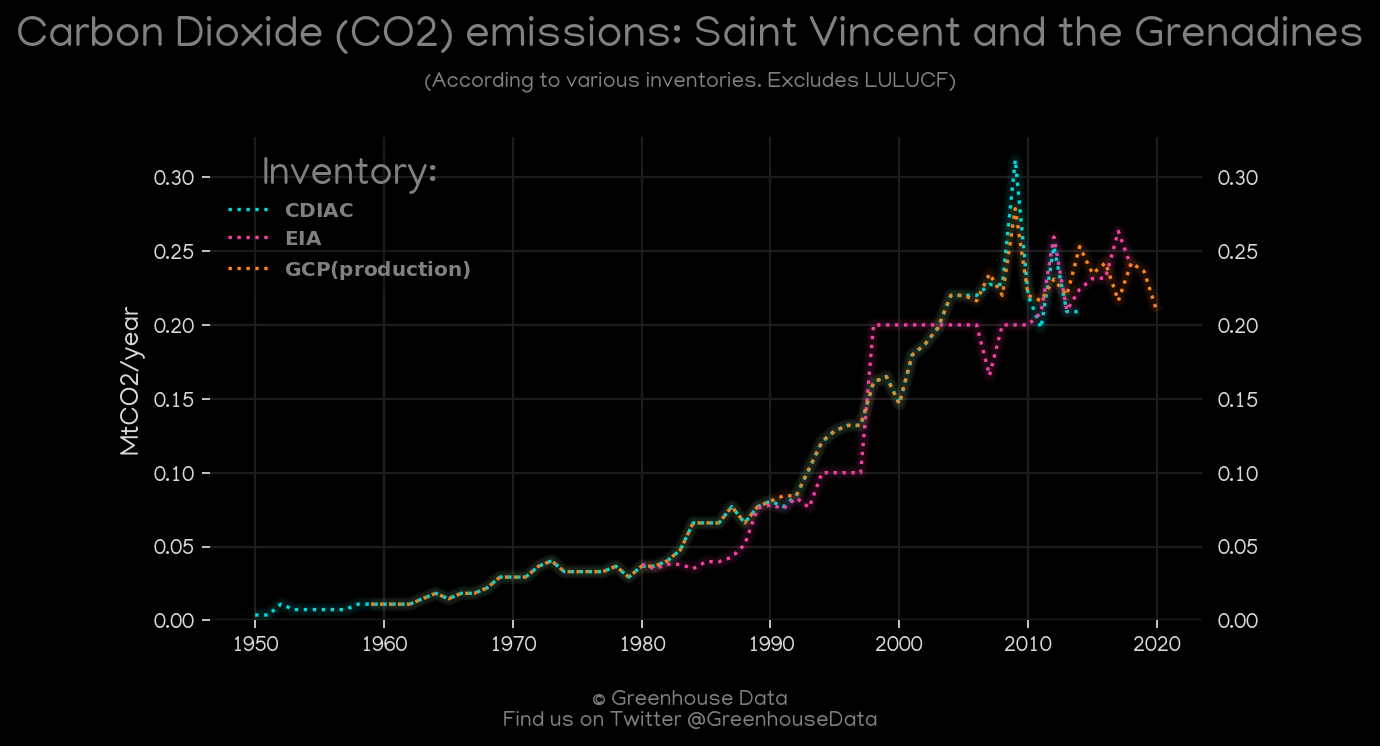 Carbon Dioxide (CO2) emissions: Saint Vincent and the Grenadines
(According to various inventories. Excludes LULUCF)
Inventory:
CDIAC
EIA
GCP(production)
MtCO2/year
0.30 0.30
0.25 0.25
0.20 0.20
0.15 0.15
0.10 0.10
0.05 0.05
0.00 0.00
1950 1960 1970 1980 1990 2000 2010 2020
© Greenhouse Data
Find us on Twitter @GreenhouseData